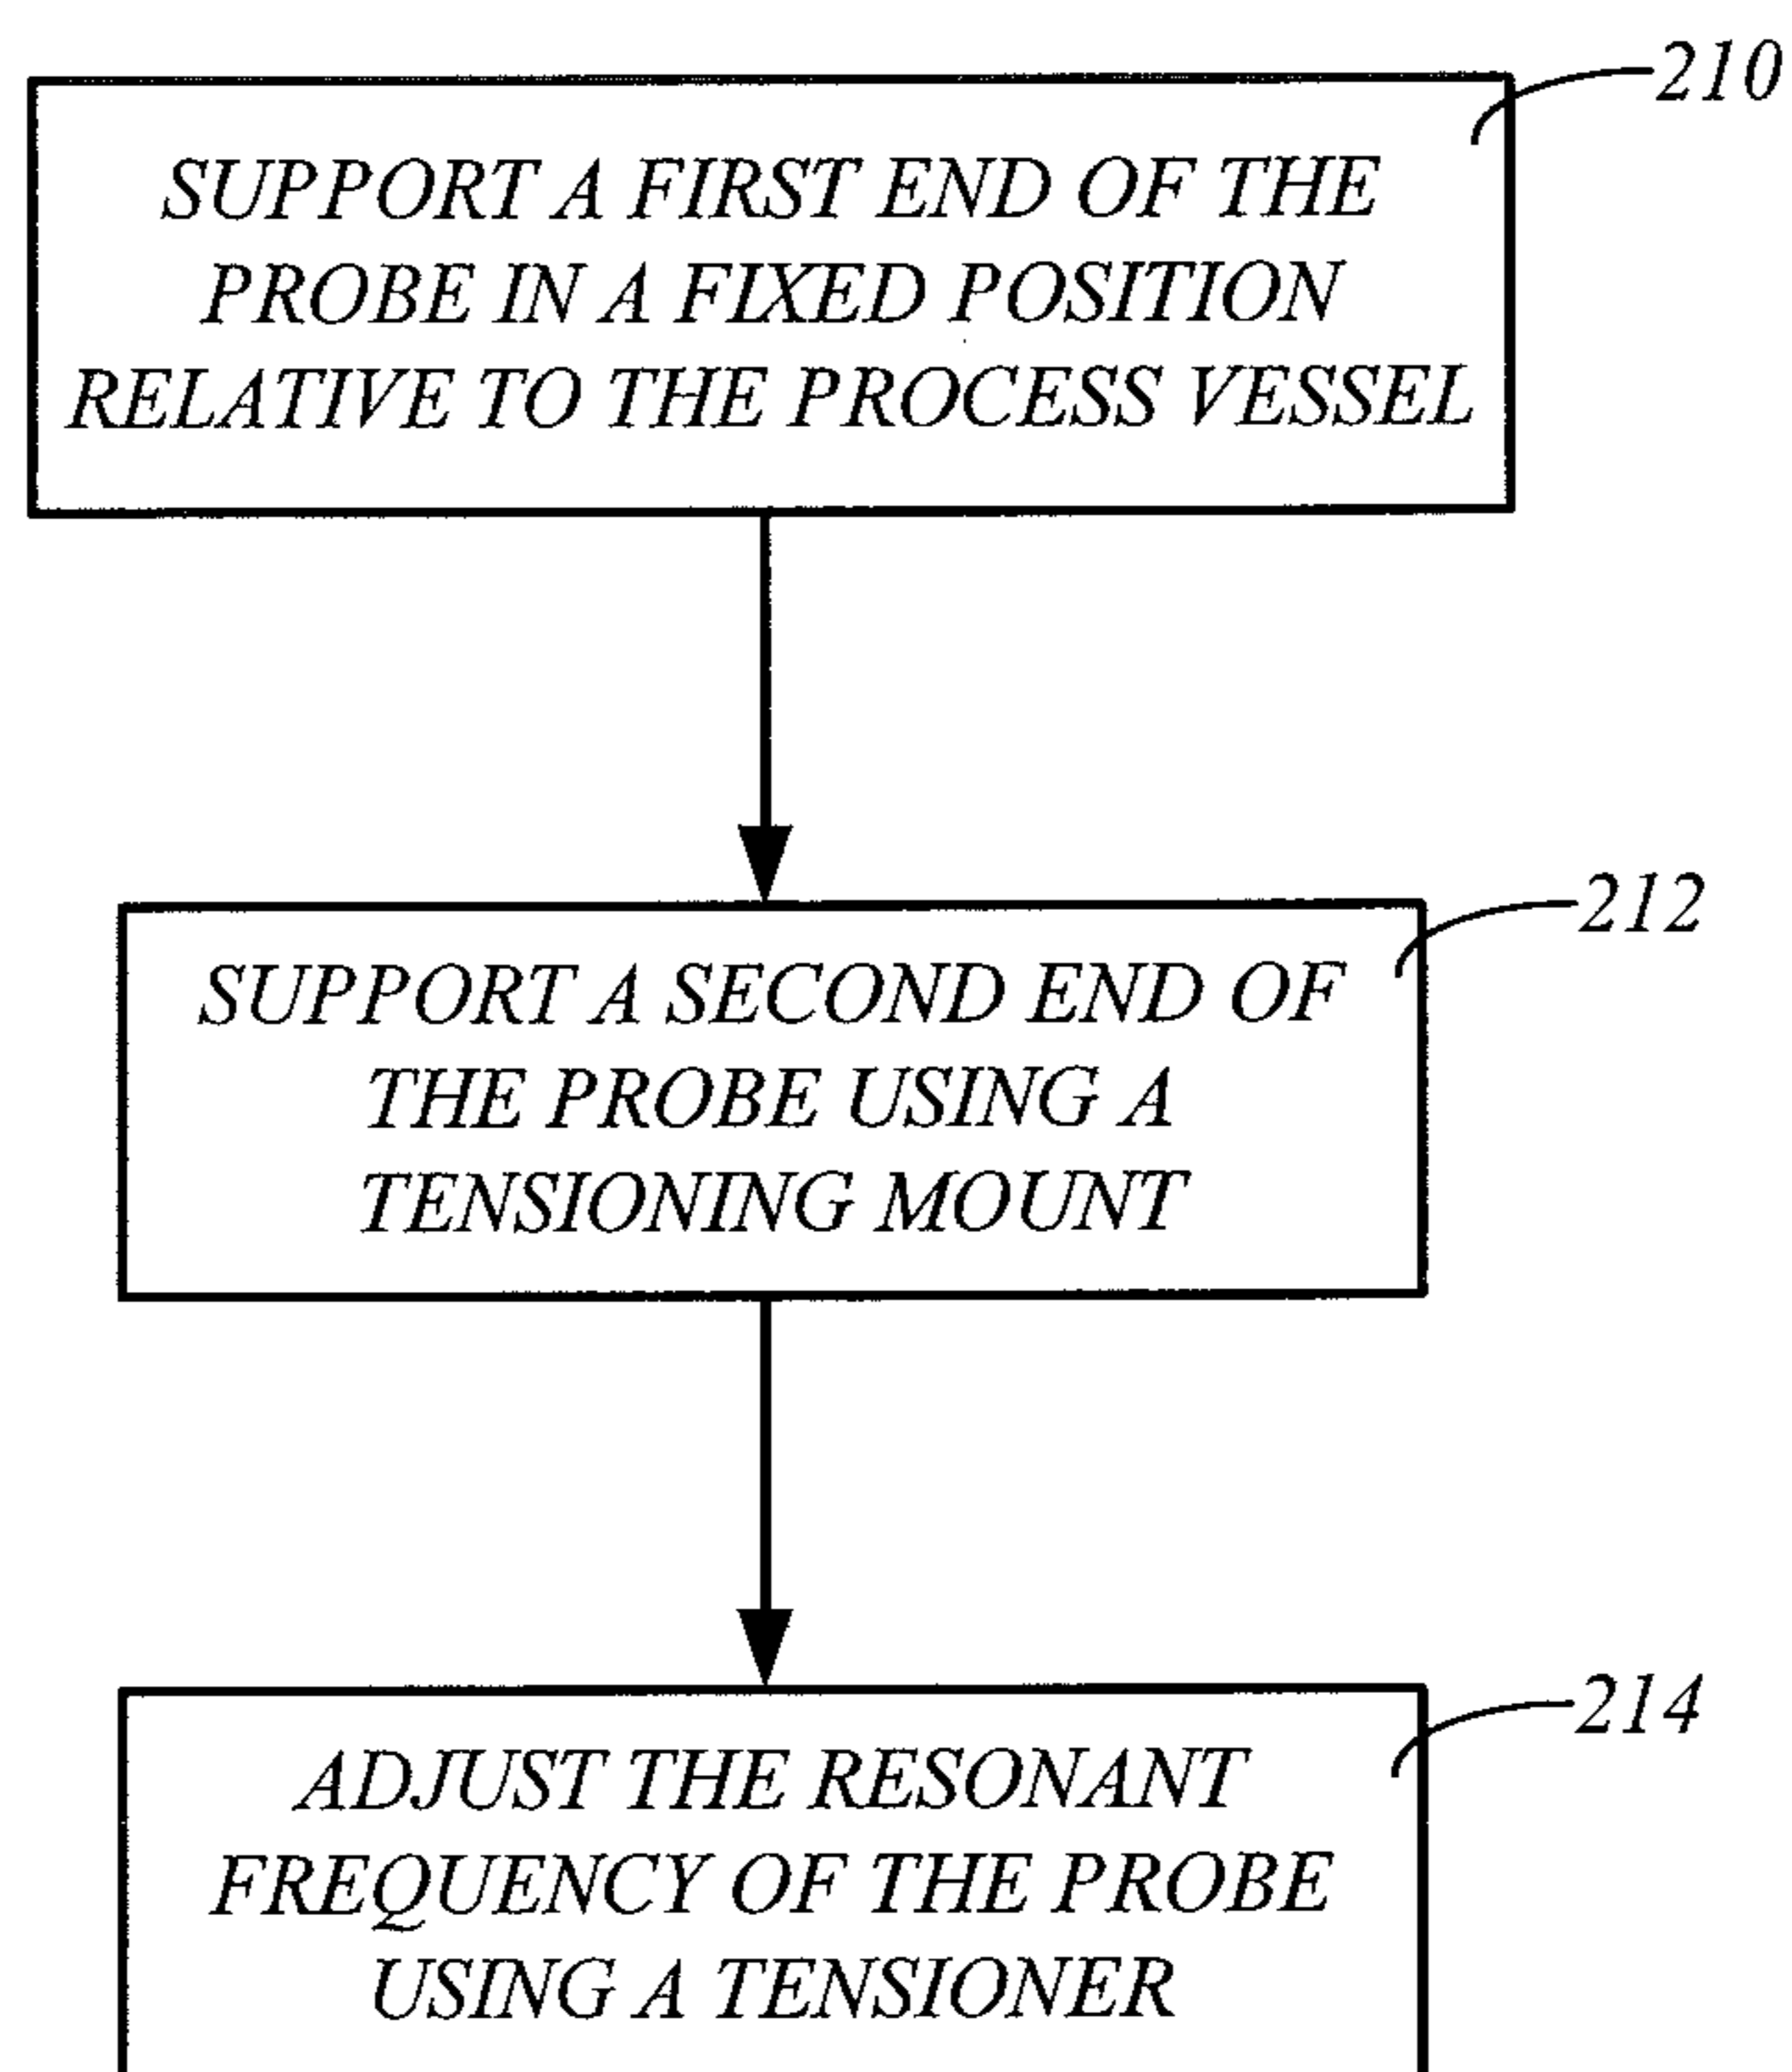 210
SUPPORT A FIRST END OF THE
PROBE IN A FIXED POSITION
RELATIVE TO THE PROCESS VESSEL
212
SUPPORT A SECOND END OF
THE PROBE USING A
TENSIONING MOUNT
214
ADJUST THE RESONANT
FREQUENCY OF THE PROBE
USING A TENSIONER